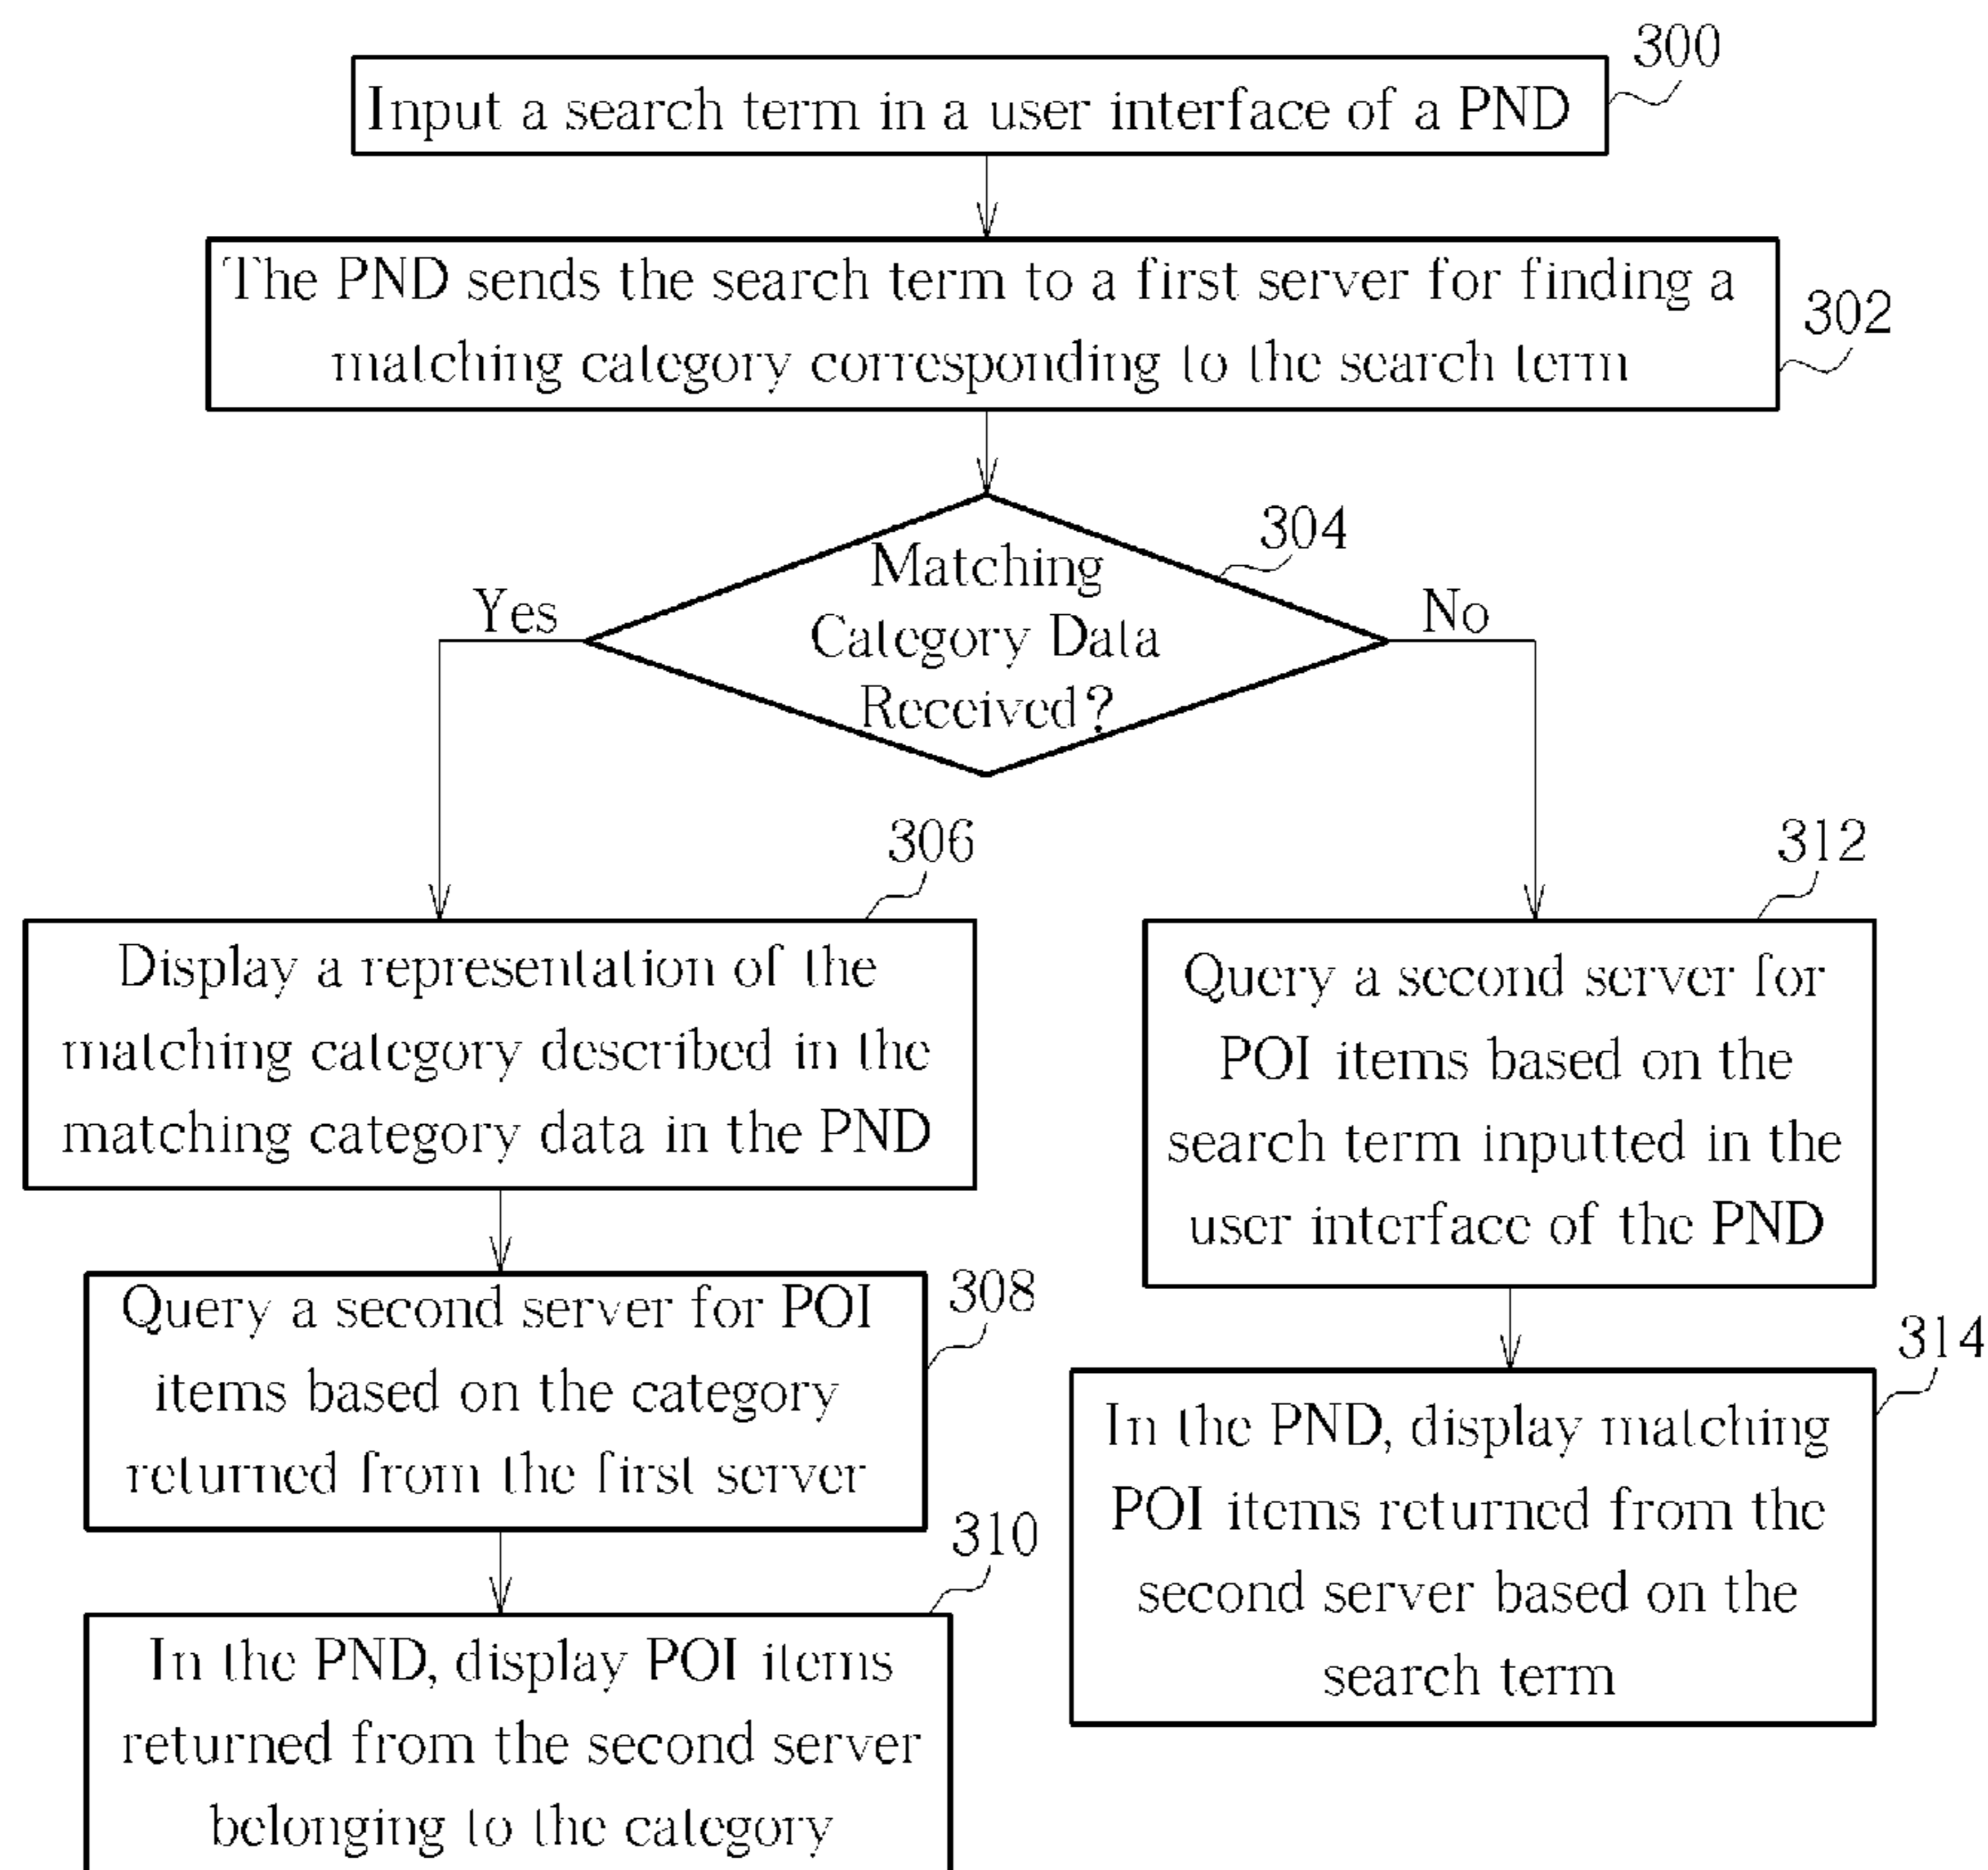 300
Input a search term in a user interface of a PND
The PND sends the search term to a first server for finding a
matching category corresponding to the search term
302
304
Matching
Category Data
Received?
Yes
No
306
Display a representation of the
matching category described in the
matching category data in the PND
308
Query a second server for POI
items based on the category
returned from the first server
310
In the PND, display POI items
returned from the second server
belonging to the category
312
Query a second server for
POI items based on the
search term inputted in the
user interface of the PND
314
In the PND, display matching
POI items returned from the
second server based on the
search term